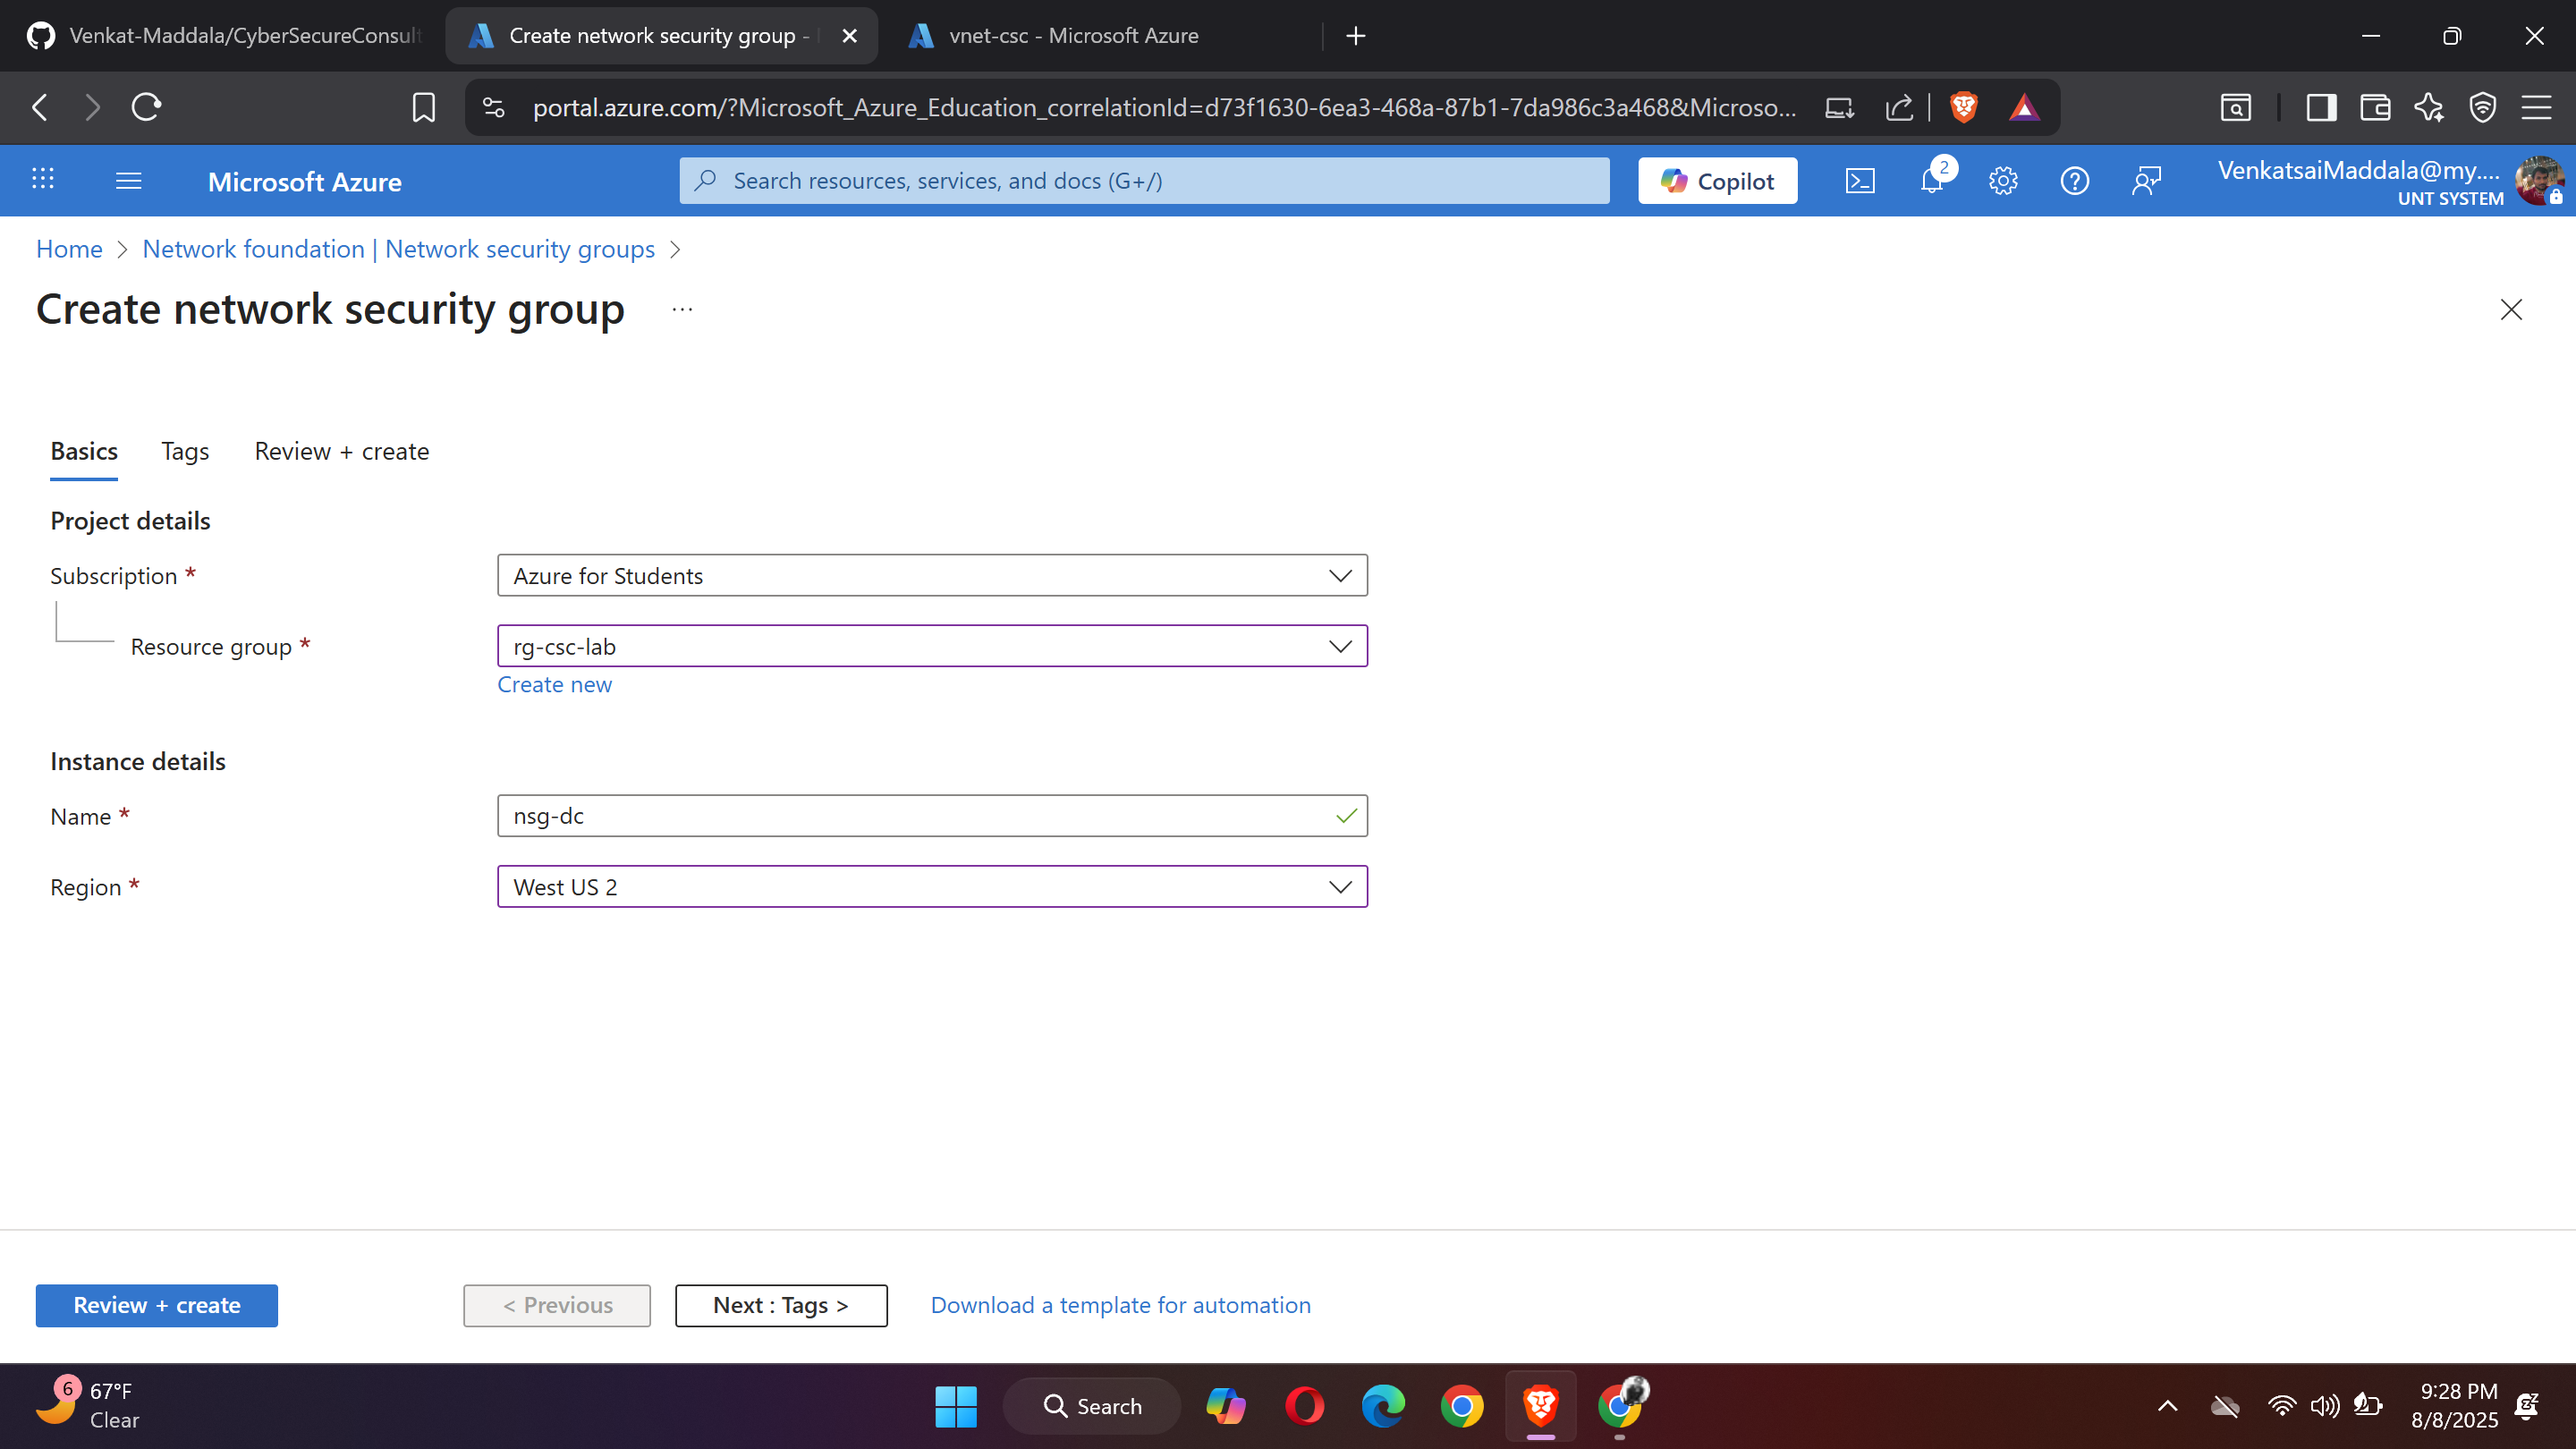 Venkat-Maddala/CyberSecureConsult
Create network security group -
vnet-csc - Microsoft Azure
portal.azure.com/?Microsoft_Azure_Education_correlationId=d73f1630-6ea3-468a-87b1-7da986c3a468&Microso...
Microsoft Azure
Search resources, services, and docs (G+/)
Copilot
2
VenkatsaiMaddala@my....
UNT SYSTEM
Home > Network foundation | Network security groups >
Create network security group ...
Basics Tags Review + create
Project details
Subscription *
Azure for Students
Resource group *
rg-csc-lab
Create new
Instance details
Name *
nsg-dc
Region *
West US 2
Review + create
< Previous
Next : Tags >
Download a template for automation
6
67°F
Clear
Search
9:28 PM
8/8/2025